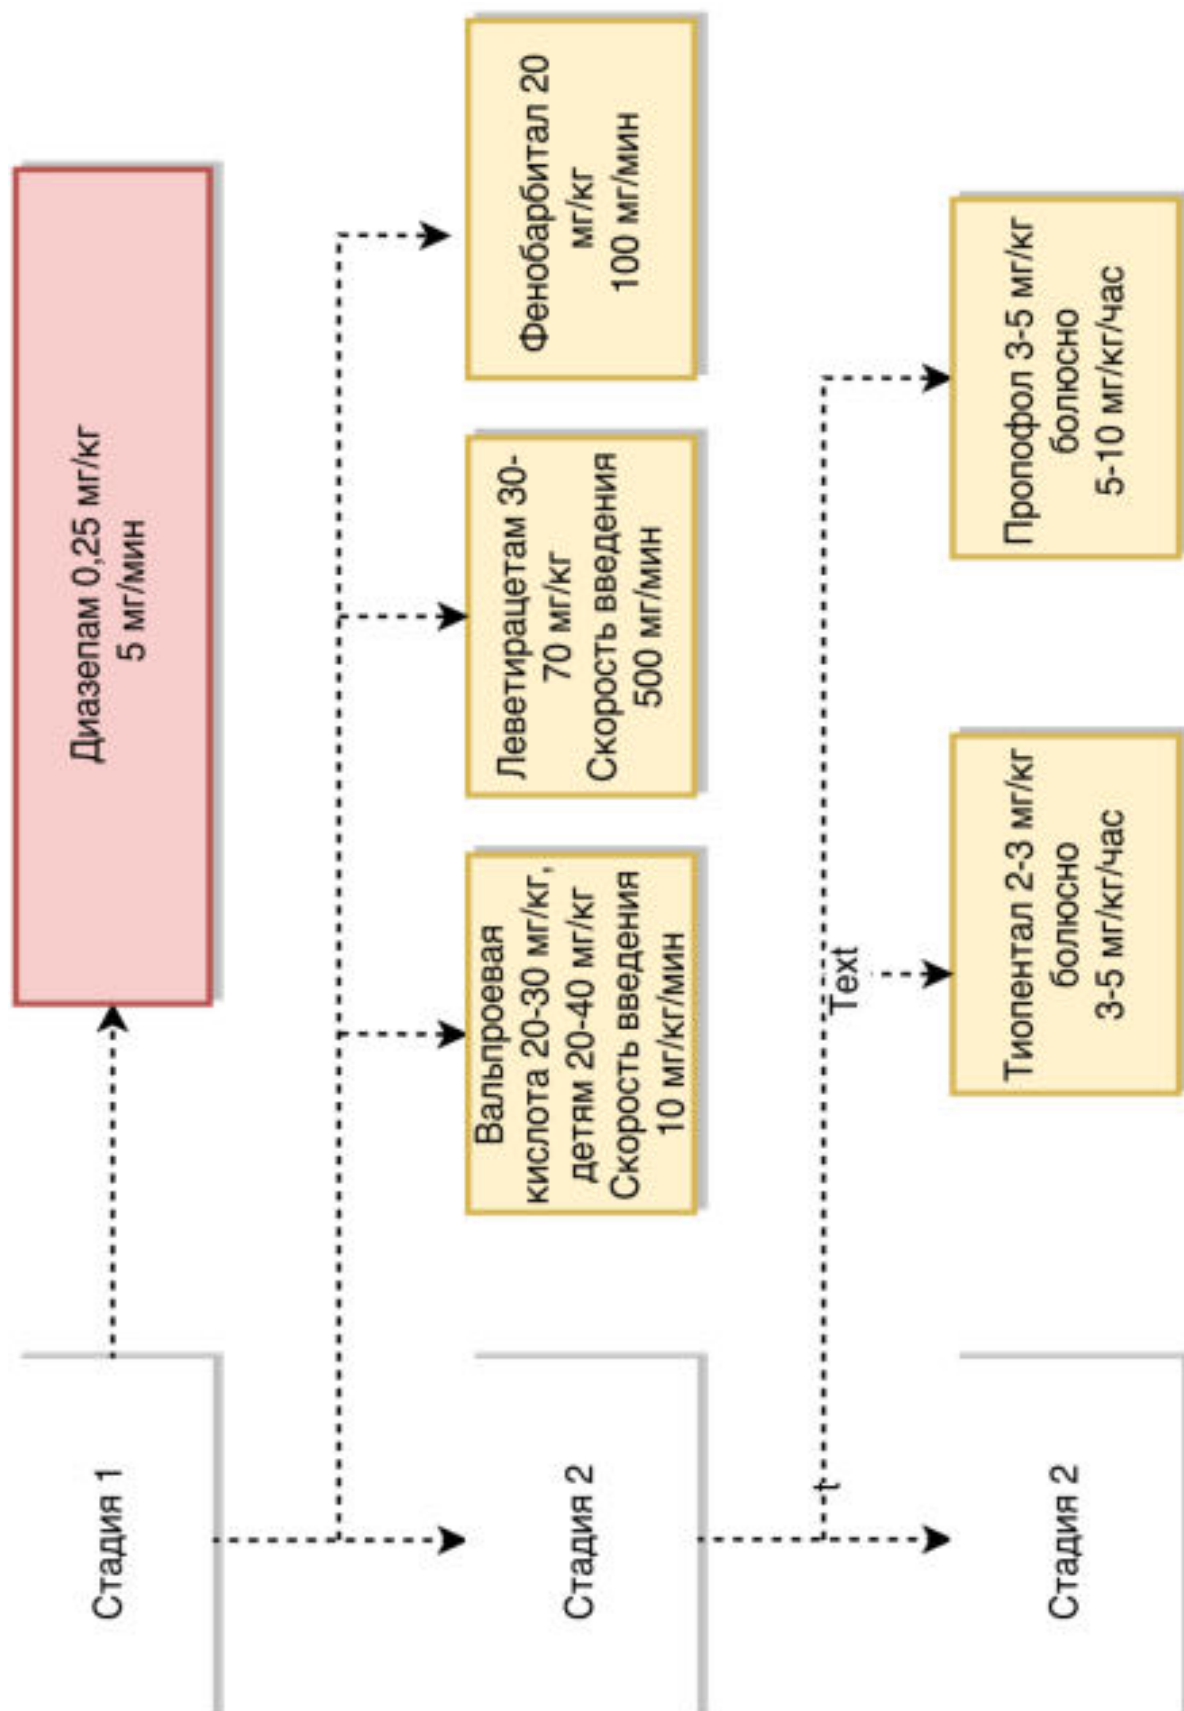 Стадия 1
Диазепам 0,25 мг/кг
5 мг/мин
Стадия 2
Вальпроевая
кислота 20-30 мг/кг,
детям 20-40 мг/кг
Скорость введения
10 мг/кг/мин
Леветирацетам 30-
70 мг/кг
Скорость введения
500 мг/мин
Фенобарбитал 20
мг/кг
100 мг/мин
t
Text
Стадия 2
Тиопентал 2-3 мг/кг
болюсно
3-5 мг/кг/час
Пропофол 3-5 мг/кг
болюсно
5-10 мг/кг/час